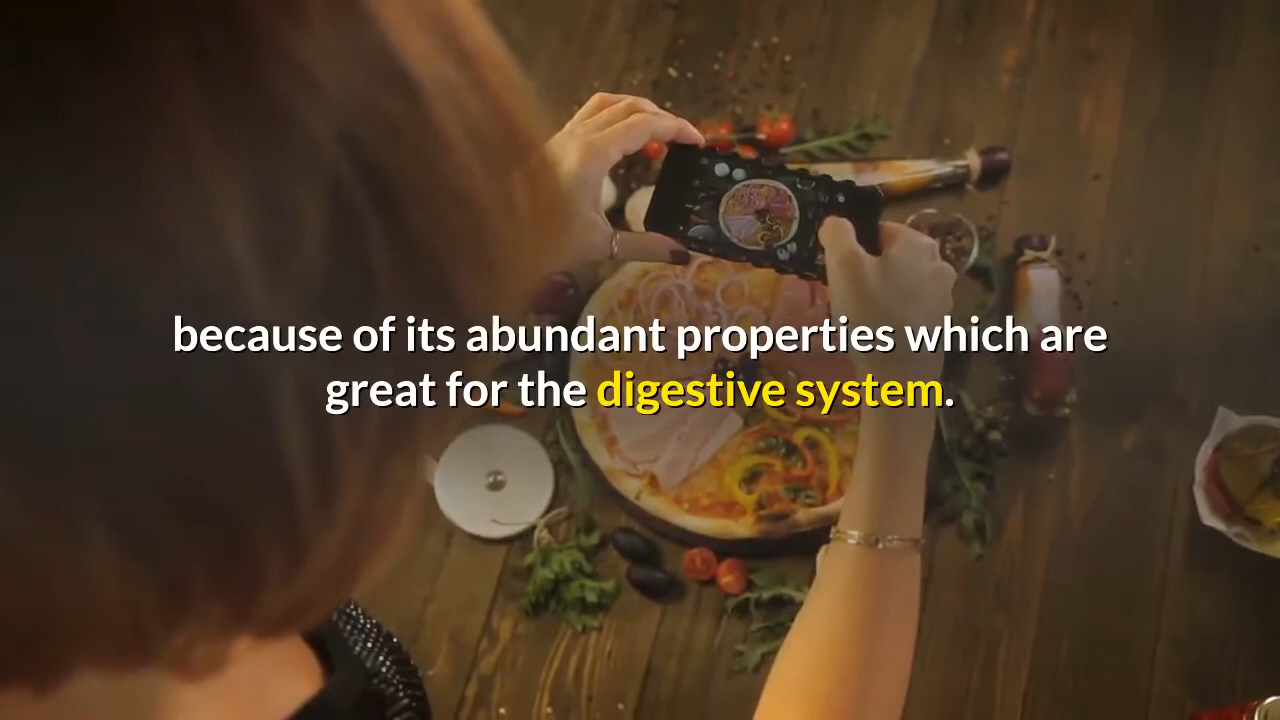 because of its abundant properties which are
great for the digestive system.